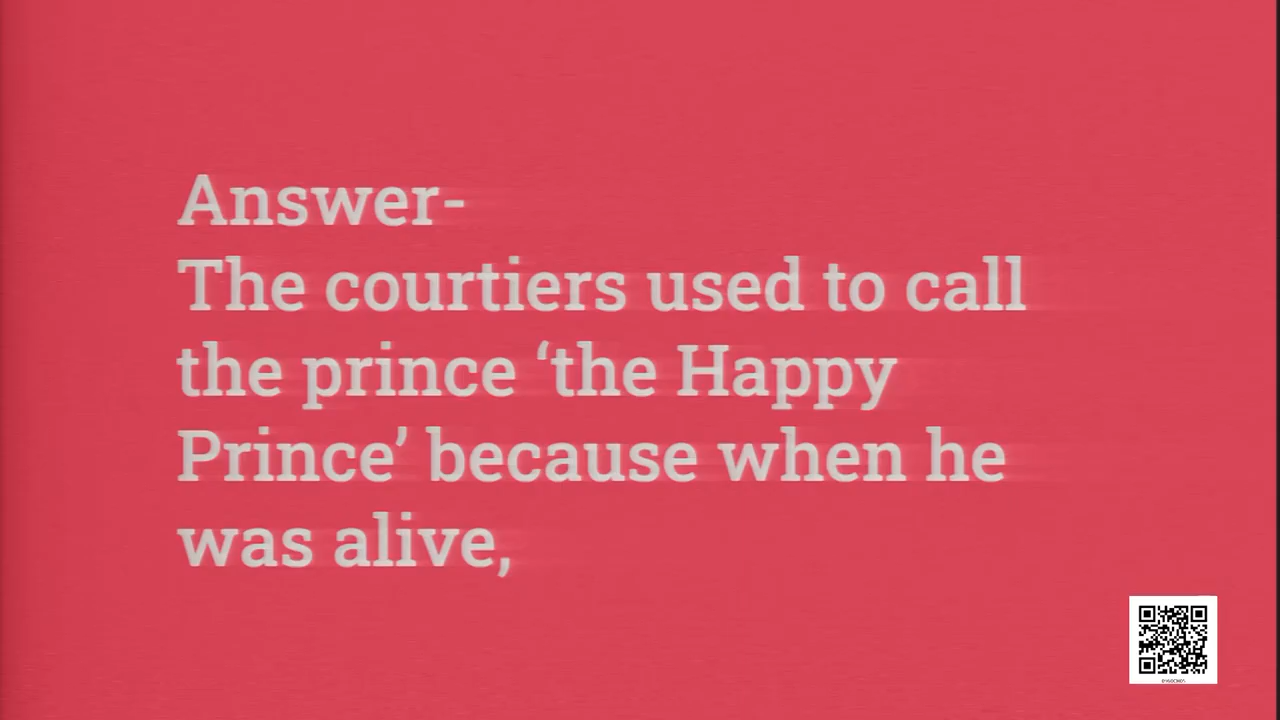 Answer-
The courtiers used to call
the prince ‘the Happy
Prince’ because when he
was alive,